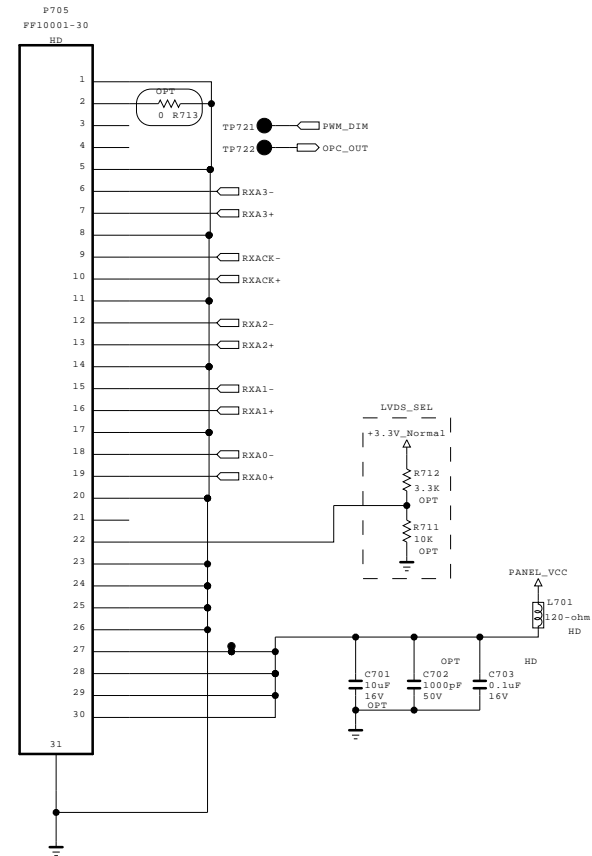 P705
FF10001-30
HD
1
OPT
2
0 R713
3
TP721
PWM_DIM
4
TP722
OPC_OUT
5
6
RXA3-
7
RXA3+
8
9
RXACK-
10
RXACK+
11
12
RXA2-
13
RXA2+
14
15
RXA1-
16
RXA1+
17
18
RXA0-
19
RXA0+
20
21
22
23
24
25
26
27
28
29
30
31
LVDS_SEL
+3.3V_Normal
R712
3.3K
OPT
R711
10K
OPT
PANEL_VCC
L701
120-ohm
HD
C701
10uF
16V
OPT
OPT
C702
1000pF
50V
HD
C703
0.1uF
16V